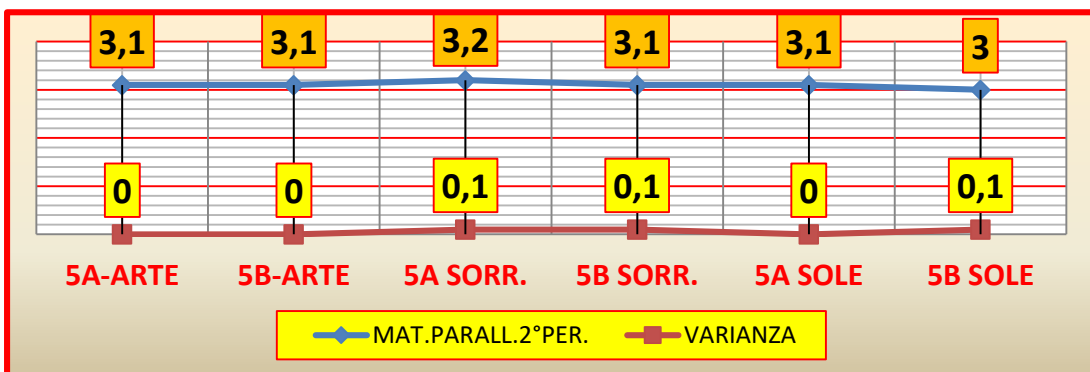 3,1 3,1 3,2 3,1 3,1 3
0 0 0,1 0,1 0 0,1
5A-ARTE 5B-ARTE 5A SORR. 5B SORR. 5A SOLE 5B SOLE
MAT.PARALL.2°PER. VARIANZA